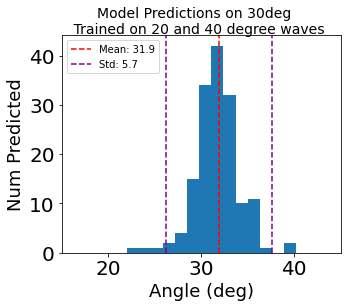 Model Predictions on 30deg
Trained on 20 and 40 degree waves
Mean: 31.9
Std: 5.7
Num Predicted
40
30
20
10
0
20 30 40
Angle (deg)